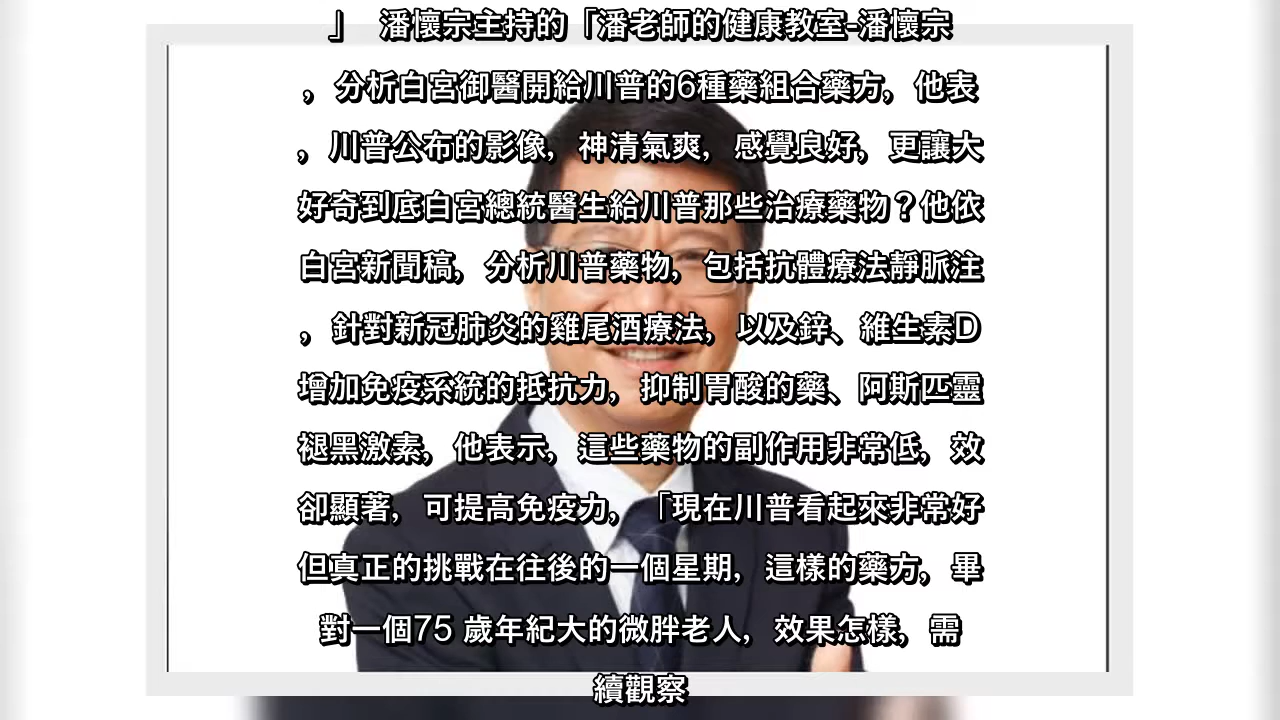 」 潘懷宗主持的「潘老師的健康教室-潘懷宗
，分析白宮御醫開給川普的6種藥組合藥方，他表
，川普公布的影像，神清氣爽，感覺良好，更讓大
好奇到底白宮總統醫生給川普那些治療藥物？他依
白宮新聞稿，分析川普藥物，包括抗體療法靜脈注
，針對新冠肺炎的雞尾酒療法，以及鋅、維生素D
增加免疫系統的抵抗力，抑制胃酸的藥、阿斯匹靈
褪黑激素，他表示，這些藥物的副作用非常低，效
卻顯著，可提高免疫力，「現在川普看起來非常好
但真正的挑戰在往後的一個星期，這樣的藥方，畢
對一個75 歲年紀大的微胖老人，效果怎樣，需
續觀察